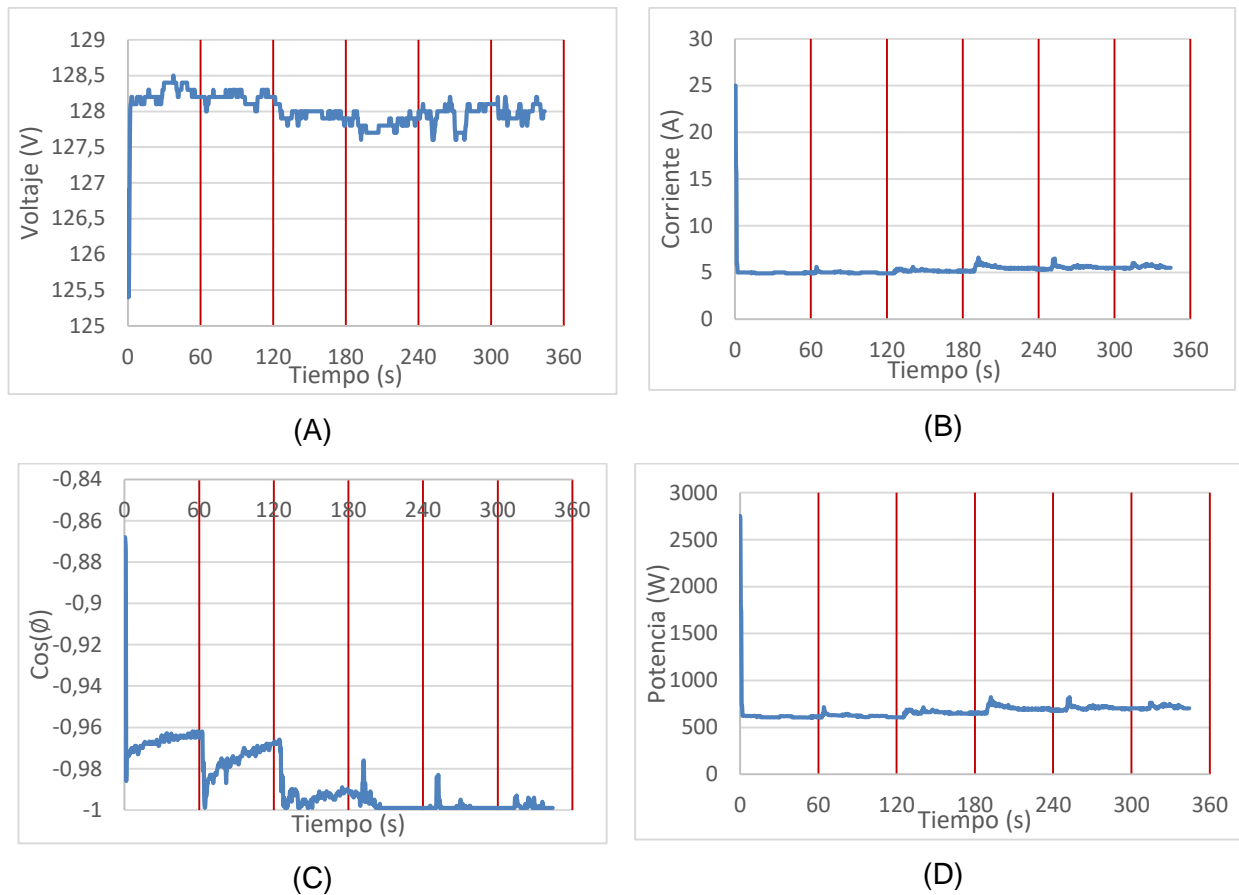 129
128,5
128
127,5
127
126,5
126
125,5
125
Voltaje (V)
0 60 120 180 240 300 360
Tiempo (s)
(A)
30
25
20
15
10
5
0
Corriente (A)
0 60 120 180 240 300 360
Tiempo (s)
(B)
-0,84
-0,86
-0,88
-0,9
-0,92
-0,94
-0,96
-0,98
-1
Cos(Ø)
0 60 120 180 240 300 360
Tiempo (s)
(C)
3000
2500
2000
1500
1000
500
0
Potencia (W)
0 60 120 180 240 300 360
Tiempo (s)
(D)